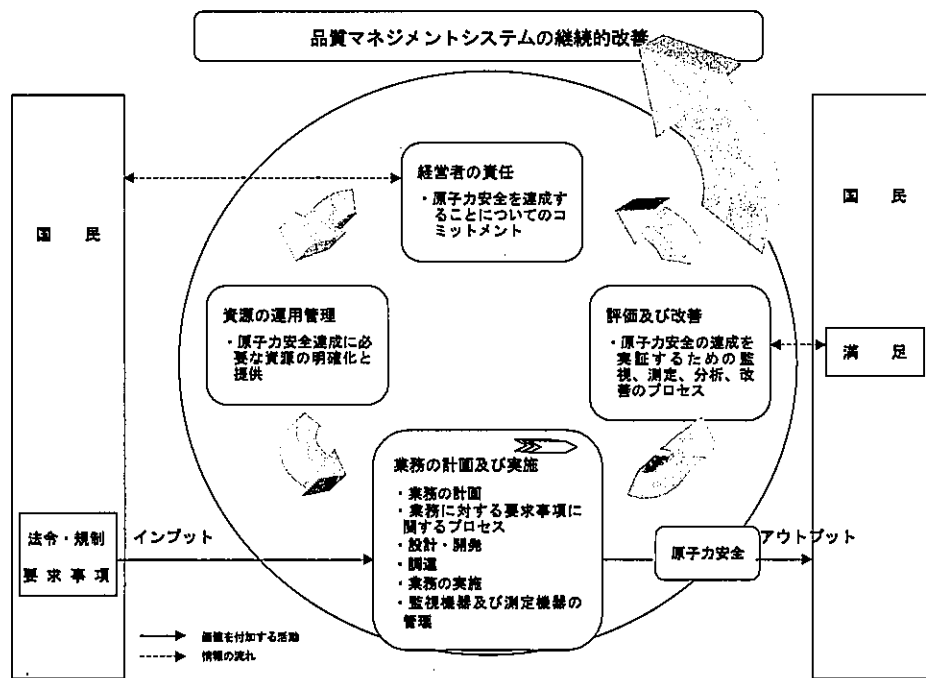 品質マネジメントシステムの継続的改善
国 民
経営者の責任
・原子力安全を達成す
ることについてのコ
ミットメント
国 民
資源の運用管理
・原子力安全達成に必
要な資源の明確化と
提供
評価及び改善
・原子力安全の達成を
実証するための監
視、測定、分析、改
善のプロセス
満 足
業務の計画及び実施
・業務の計画
・業務に対する要求事項に
関するプロセス
・設計・開発
・調達
・業務の実施
・監視機器及び測定機器の
管理
法令・規制
要求事項
インプット
原子力安全
アウトプット
価値を付加する活動
情報の流れ